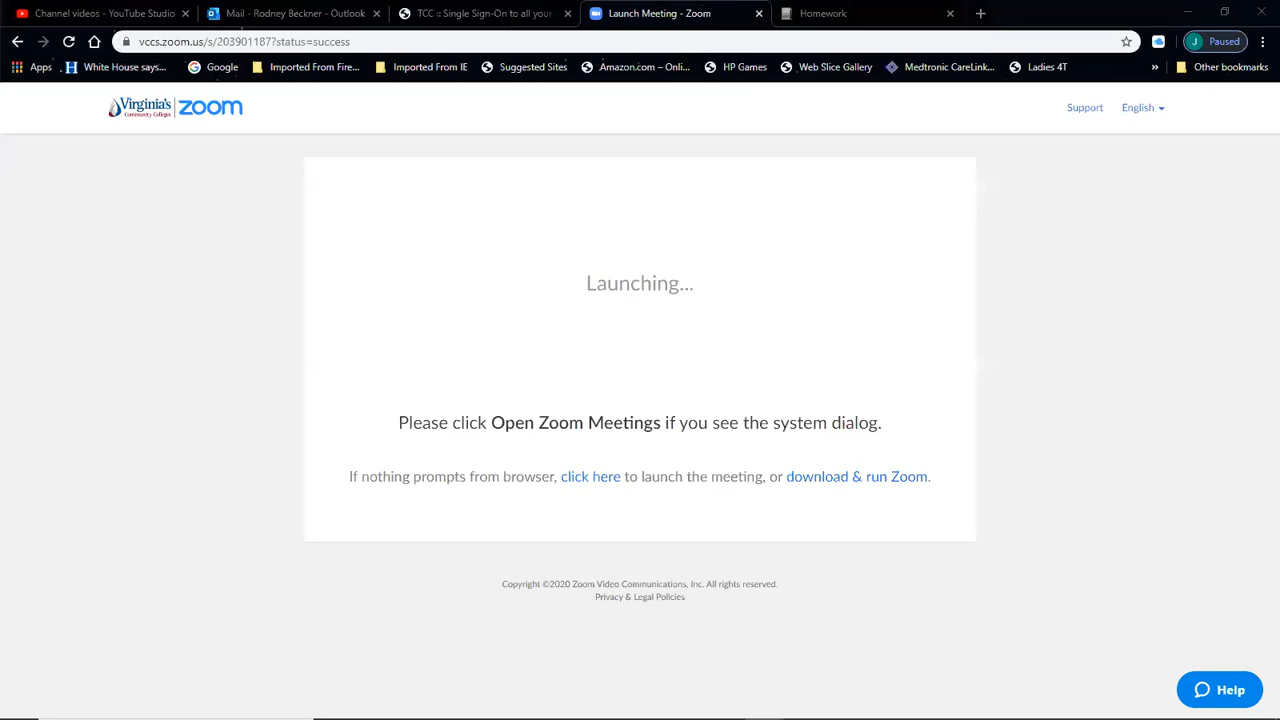 Channel videos - YouTube Studio
Mail - Rodney Beckner - Outlook
TCC :: Single Sign-On to all your
Launch Meeting - Zoom
Homework
vccs.zoom.us/s/203901187?status=success
J Paused
Apps
White House says...
Google
Imported From Fire...
Imported From IE
Suggested Sites
Amazon.com – Onli...
HP Games
Web Slice Gallery
Medtronic CareLink...
Ladies 4T
»
Other bookmarks
Virginia's Community Colleges
zoom
Support
English
Launching...
Please click Open Zoom Meetings if you see the system dialog.
If nothing prompts from browser, click here to launch the meeting, or download & run Zoom.
Copyright ©2020 Zoom Video Communications, Inc. All rights reserved.
Privacy & Legal Policies
Help